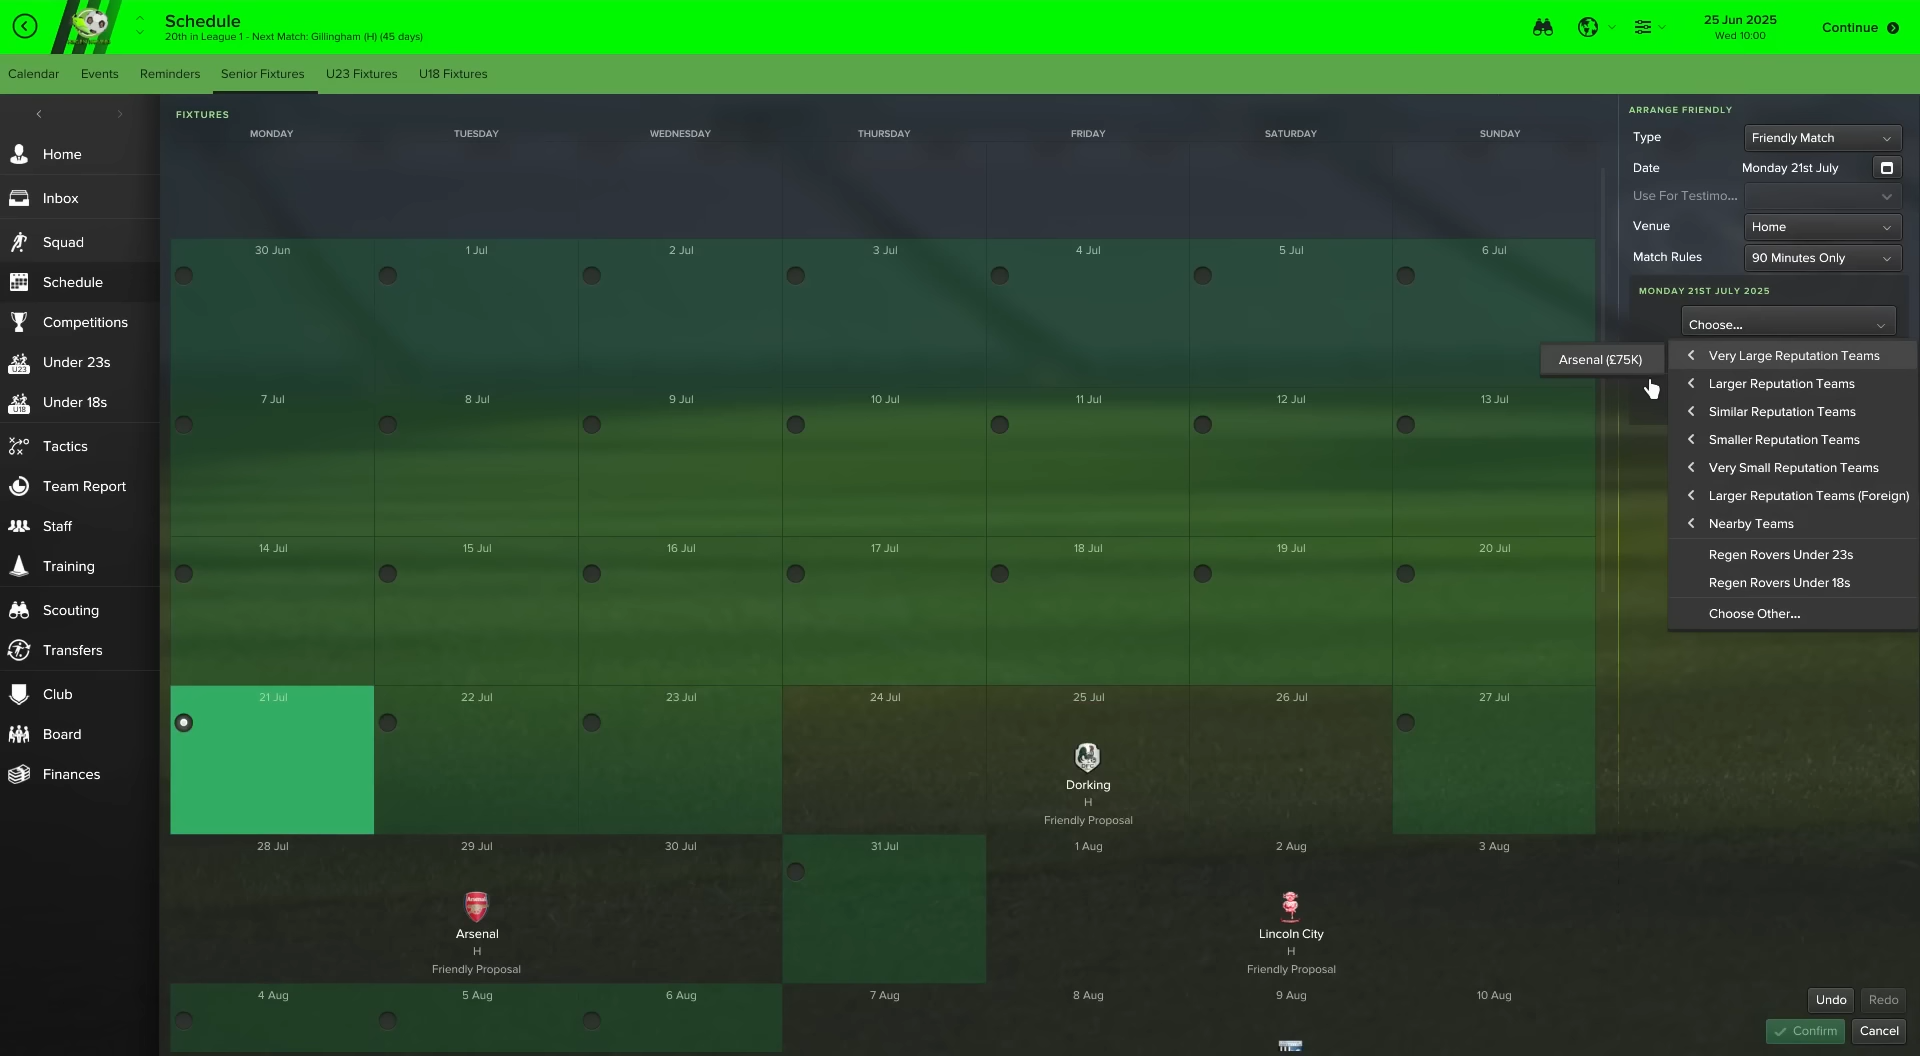 Schedule
20th in League 1 - Next Match: Gillingham (H) (45 days)
25 Jun 2025
Wed 10:00
Continue
Calendar
Events
Reminders
Senior Fixtures
U23 Fixtures
U18 Fixtures
Home
Inbox
Squad
Schedule
Competitions
U23
Under 23s
U18
Under 18s
Tactics
Team Report
Staff
Training
Scouting
Transfers
Club
Board
Finances
FIXTURES
MONDAY
TUESDAY
WEDNESDAY
THURSDAY
FRIDAY
SATURDAY
SUNDAY
30 Jun
1 Jul
2 Jul
3 Jul
4 Jul
5 Jul
6 Jul
7 Jul
8 Jul
9 Jul
10 Jul
11 Jul
12 Jul
13 Jul
14 Jul
15 Jul
16 Jul
17 Jul
18 Jul
19 Jul
20 Jul
21 Jul
22 Jul
23 Jul
24 Jul
25 Jul
Dorking
H
Friendly Proposal
26 Jul
27 Jul
28 Jul
29 Jul
Arsenal
Arsenal
H
Friendly Proposal
30 Jul
31 Jul
1 Aug
2 Aug
Lincoln City
H
Friendly Proposal
3 Aug
4 Aug
5 Aug
6 Aug
7 Aug
8 Aug
9 Aug
10 Aug
ARRANGE FRIENDLY
Type
Friendly Match
Date
Monday 21st July
Use For Testimo...
Venue
Home
Match Rules
90 Minutes Only
MONDAY 21ST JULY 2025
Choose...
Arsenal (£75K)
Very Large Reputation Teams
Larger Reputation Teams
Similar Reputation Teams
Smaller Reputation Teams
Very Small Reputation Teams
Larger Reputation Teams (Foreign)
Nearby Teams
Regen Rovers Under 23s
Regen Rovers Under 18s
Choose Other...
Undo
Redo
Confirm
Cancel